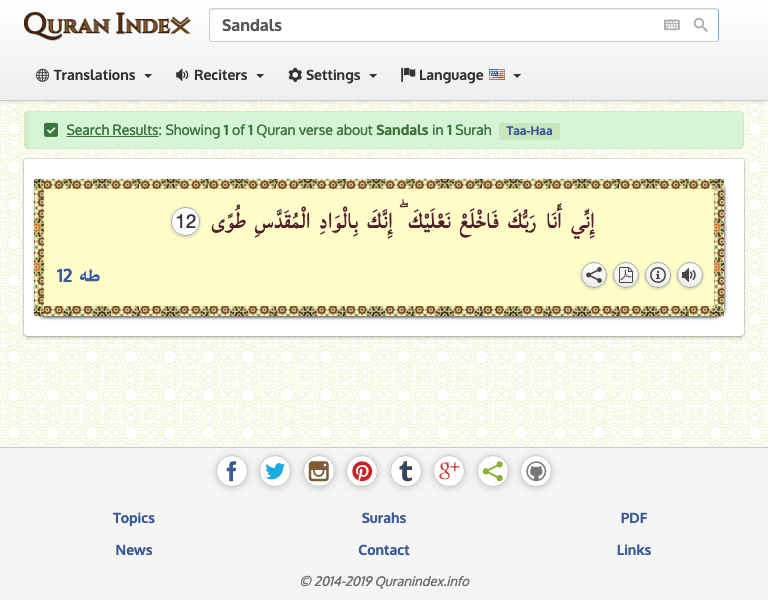 QURAN INDEX
Sandals
Translations
Reciters
Settings
Language
Search Results: Showing 1 of 1 Quran verse about Sandals in 1 Surah Taa-Haa
إِنِّي أَنَا رَبُّكَ فَاخْلَعْ نَعْلَيْكَ ۖ إِنَّكَ بِالْوَادِ الْمُقَدَّسِ طُوًى 12
طه 12
f
t
g+
Topics
Surahs
PDF
News
Contact
Links
© 2014-2019 Quranindex.info